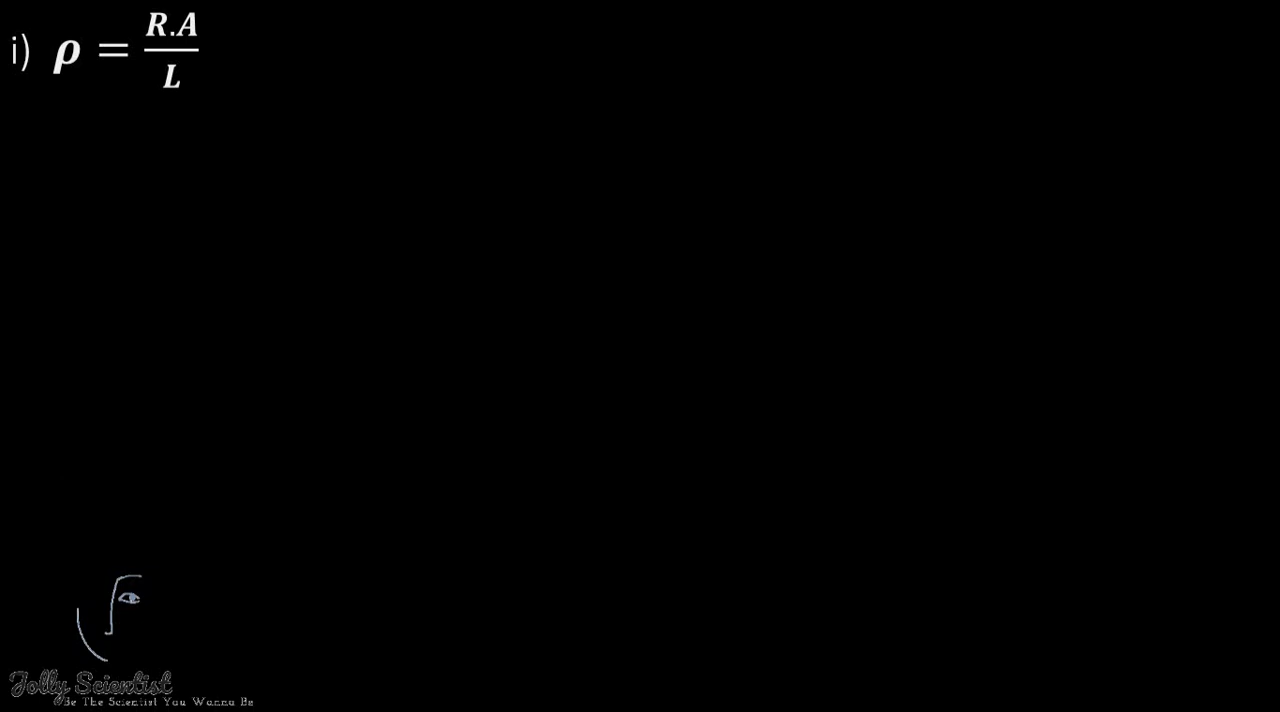 i) ρ = R.A / L
Jolly Scientist
Be The Scientist You Wanna Be